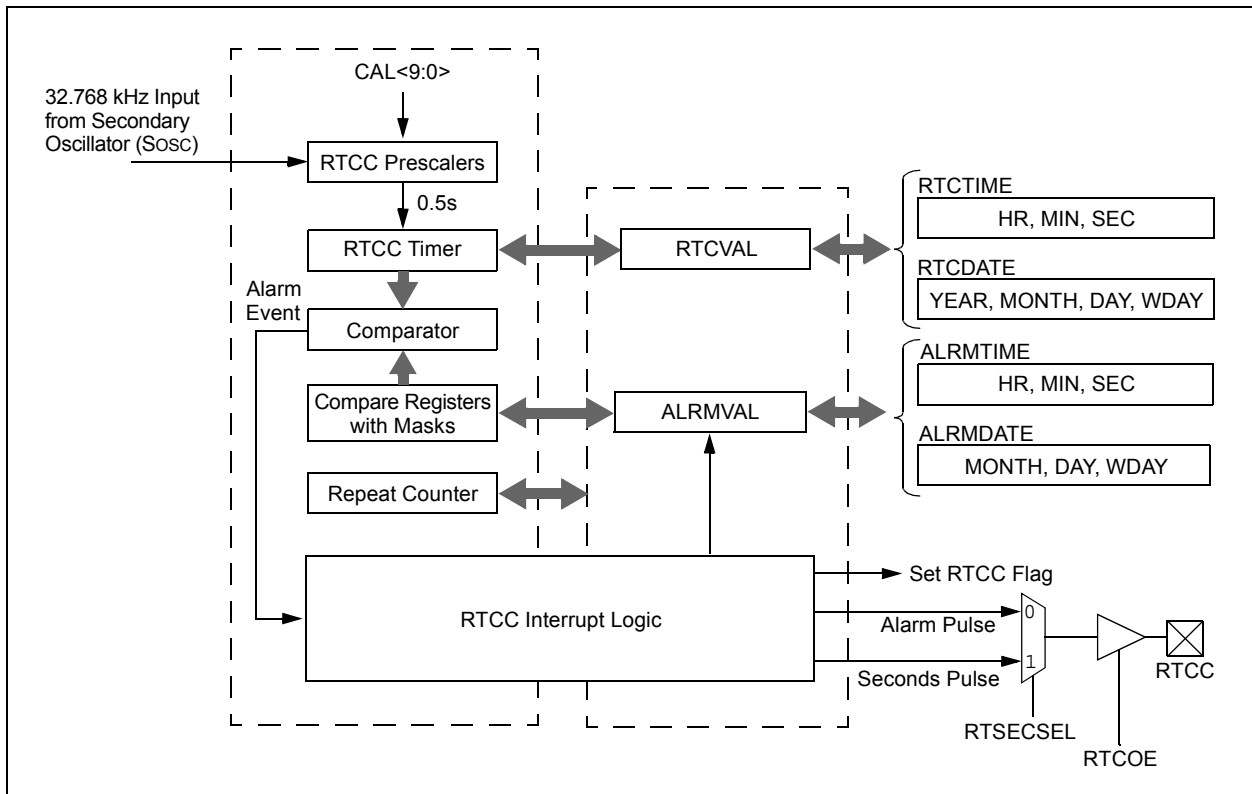 CAL<9:0>
32.768 kHz Input
from Secondary
Oscillator (SOSC)
RTCC Prescalers
0.5s
RTCC Timer
Alarm
Event
Comparator
Compare Registers
with Masks
Repeat Counter
RTCVAL
ALRMVAL
RTCTIME
HR, MIN, SEC
RTCDATE
YEAR, MONTH, DAY, WDAY
ALRMTIME
HR, MIN, SEC
ALRMDATE
MONTH, DAY, WDAY
RTCC Interrupt Logic
Set RTCC Flag
Alarm Pulse
Seconds Pulse
0
1
RTSECSEL
RTCOE
RTCC